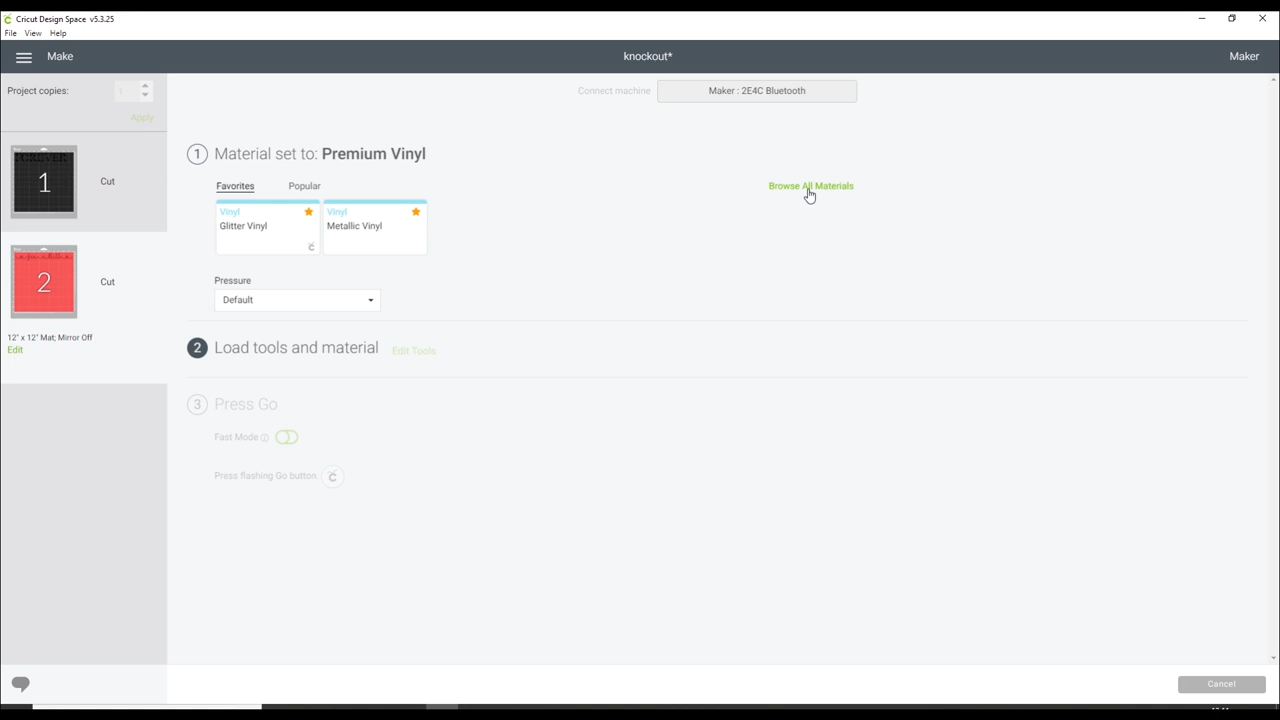 Cricut Design Space v5.3.25
File View Help
Make
knockout*
Maker
Project copies:
1
Apply
Connect machine
Maker : 2E4C Bluetooth
1 Material set to: Premium Vinyl
Favorites Popular
Browse All Materials
Vinyl
Glitter Vinyl
Vinyl
Metallic Vinyl
Pressure
Default
2 Load tools and material Edit Tools
3 Press Go
Fast Mode
Press flashing Go button.
FOREVER
1
Cut
2
Cut
12" x 12" Mat; Mirror Off
Edit
Cancel